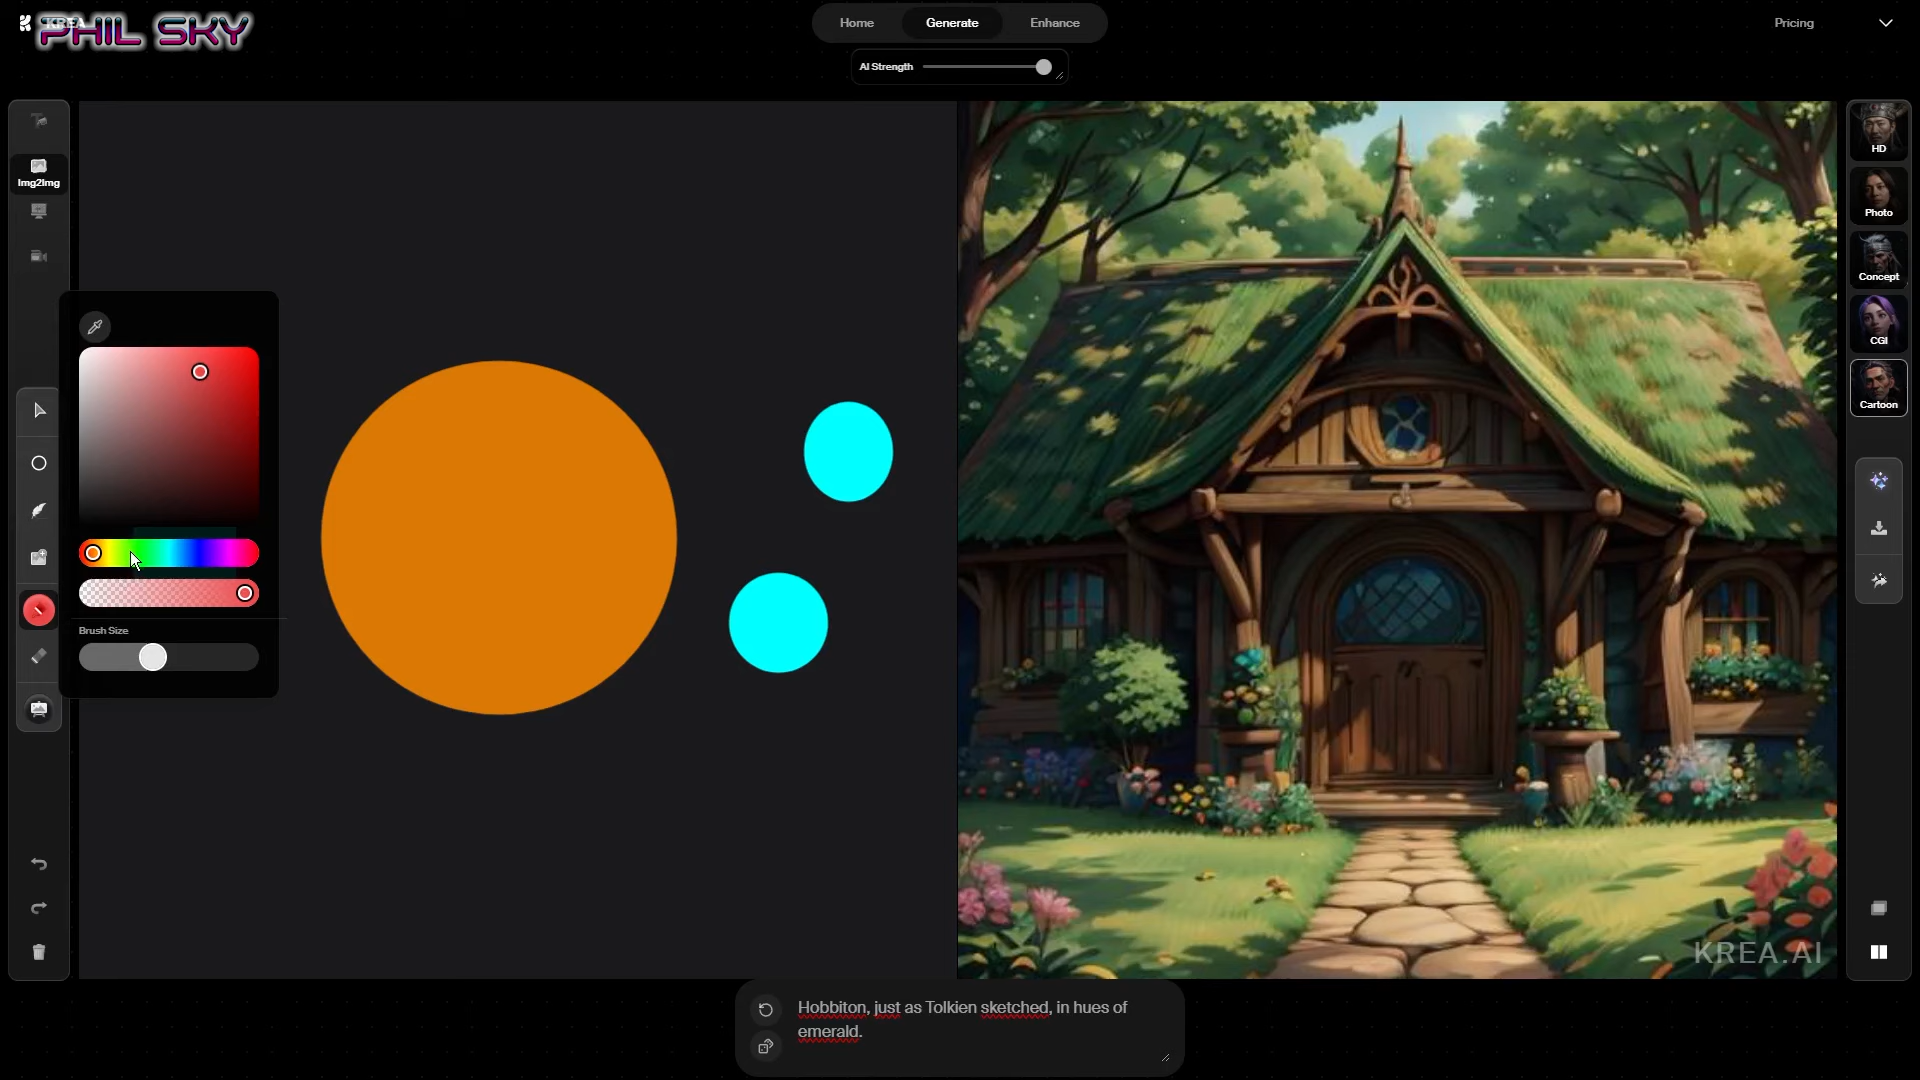 KREA
PHIL SKY
Home
Generate
Enhance
Pricing
AI Strength
Img2Img
HD
Photo
Concept
CGI
Cartoon
Brush Size
KREA.AI
Hobbiton, just as Tolkien sketched, in hues of
emerald.